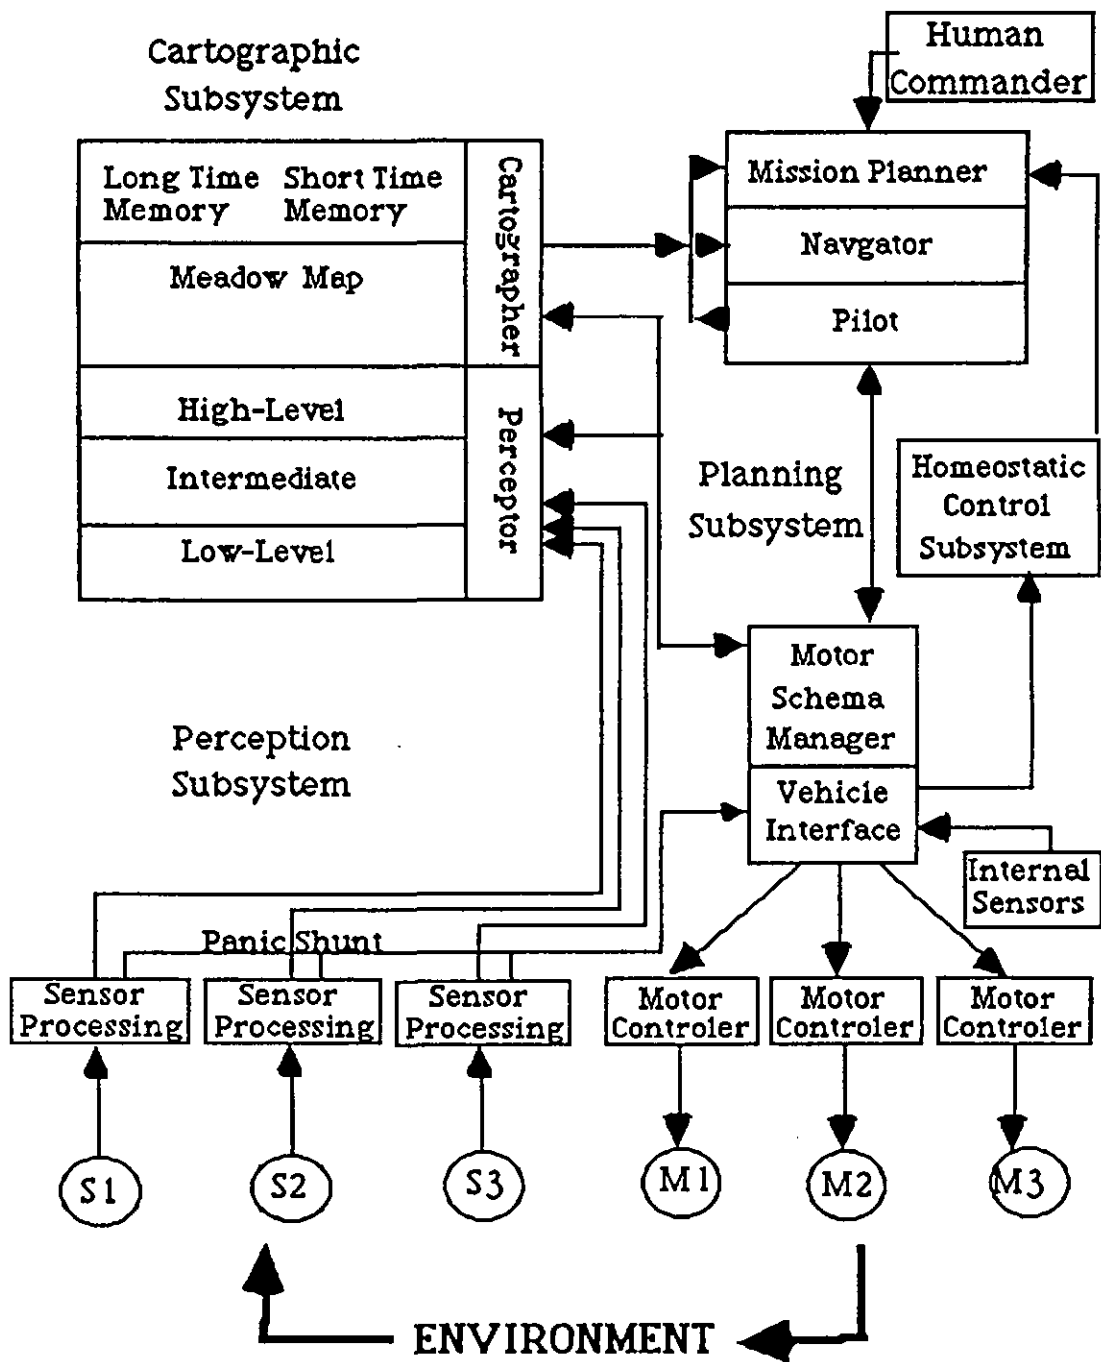 Cartographic
Subsystem
Human
Commander
Long Time
Memory
Short Time
Memory
Cartographer
Mission Planner
Meadow Map
Navgator
Pilot
High-Level
Perceptor
Intermediate
Low-Level
Planning
Subsystem
Homeostatic
Control
Subsystem
Motor
Schema
Manager
Perception
Subsystem
Vehicle
Interface
Internal
Sensors
Panic Shunt
Sensor
Processing
Sensor
Processing
Sensor
Processing
Motor
Controler
Motor
Controler
Motor
Controler
S1
S2
S3
M1
M2
M3
ENVIRONMENT